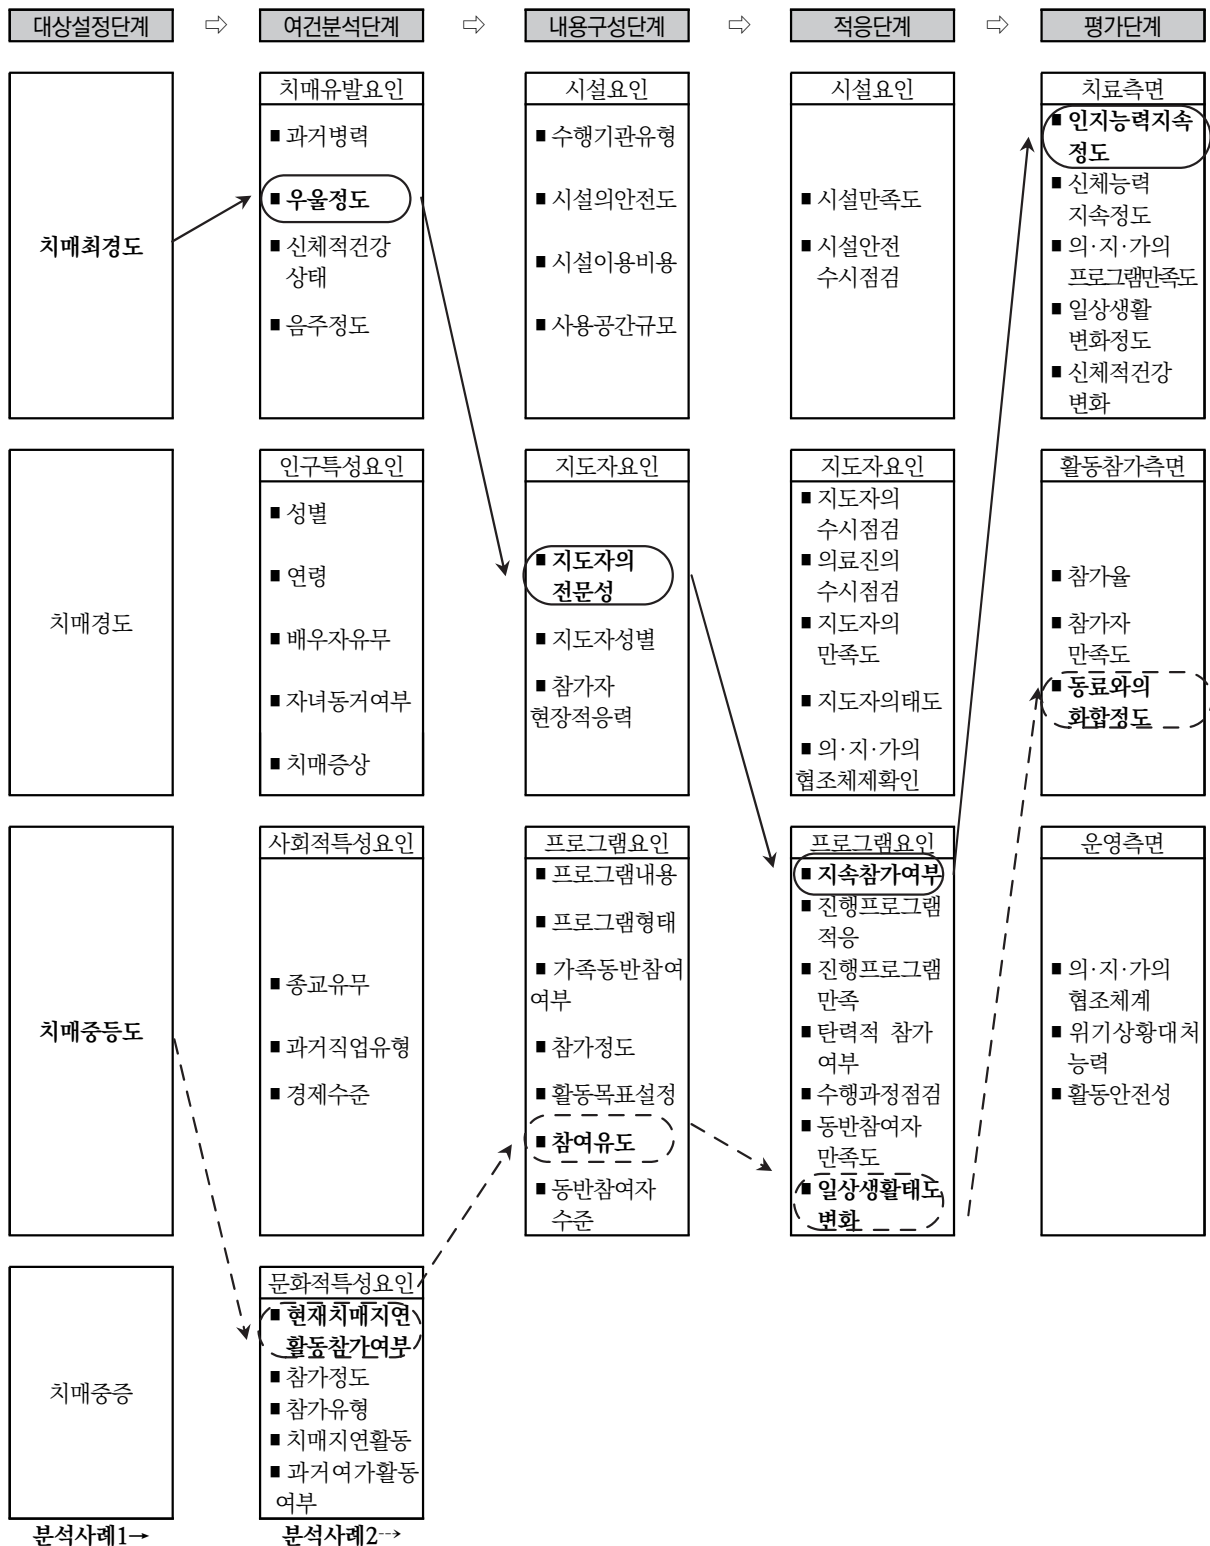 대상설정단계 ⇨ 여건분석단계 ⇨ 내용구성단계 ⇨ 적응단계 ⇨ 평가단계
치매최경도
치매경도
치매중등도
치매중증
치매유발요인
■ 과거병력
■ 우울정도
■ 신체적건강
상태
■ 음주정도
인구특성요인
■ 성별
■ 연령
■ 배우자유무
■ 자녀동거여부
■ 치매증상
사회적특성요인
■ 종교유무
■ 과거직업유형
■ 경제수준
문화적특성요인
■ 현재치매지연
활동참가여부
■ 참가정도
■ 참가유형
■ 치매지연활동
■ 과거여가활동
여부
시설요인
■ 수행기관유형
■ 시설의안전도
■ 시설이용비용
■ 사용공간규모
지도자요인
■ 지도자의
전문성
■ 지도자성별
■ 참가자
현장적응력
프로그램요인
■ 프로그램내용
■ 프로그램형태
■ 가족동반참여
여부
■ 참가정도
■ 활동목표설정
■ 참여유도
■ 동반참여자
수준
시설요인
■ 시설만족도
■ 시설안전
수시점검
지도자요인
■ 지도자의
수시점검
■ 의료진의
수시점검
■ 지도자의
만족도
■ 지도자의태도
■ 의·지·가의
협조체제확인
프로그램요인
■ 지속참가여부
■ 진행프로그램
적응
■ 진행프로그램
만족
■ 탄력적 참가
여부
■ 수행과정점검
■ 동반참여자
만족도
■ 일상생활태도
변화
치료측면
■ 인지능력지속
정도
■ 신체능력
지속정도
■ 의·지·가의
프로그램만족도
■ 일상생활
변화정도
■ 신체적건강
변화
활동참가측면
■ 참가율
■ 참가자
만족도
■ 동료와의
화합정도
운영측면
■ 의·지·가의
협조체계
■ 위기상황대처
능력
■ 활동안전성
분석사례1→ 분석사례2⤍